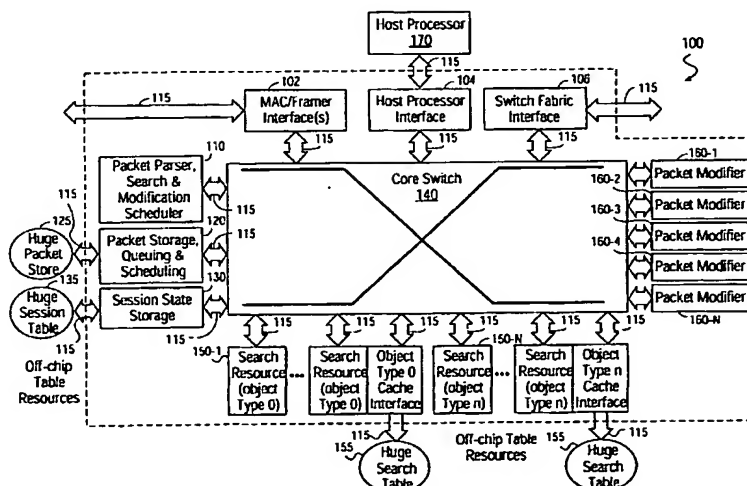 Host Processor
170
100
115
102
104
106
115
115
MAC/Framer
Interface(s)
Host Processor
Interface
Switch Fabric
Interface
110
115
115
115
160-1
Packet Parser,
Search &
Modification
Scheduler
115
Core Switch
140
160-2
Packet Modifier
115
125
120
115
160-3
Packet Modifier
Huge
Packet
Store
Packet Storage,
Queuing &
Scheduling
160-4
Packet Modifier
135
130
Packet Modifier
Huge
Session
Table
Session State
Storage
Packet Modifier
115
115
115
115
115
115
115
115
160-N
Off-chip
Table
Resources
150-1
150-N
Search
Resource
(object
Type 0)
...
Search
Resource
(object
Type 0)
Object
Type 0
Cache
Interface
Search
Resource
(object
Type n)
...
Search
Resource
(object
Type n)
Object
Type n
Cache
Interface
115
Off-chip Table
Resources
115
155
Huge
Search
Table
155
Huge
Search
Table